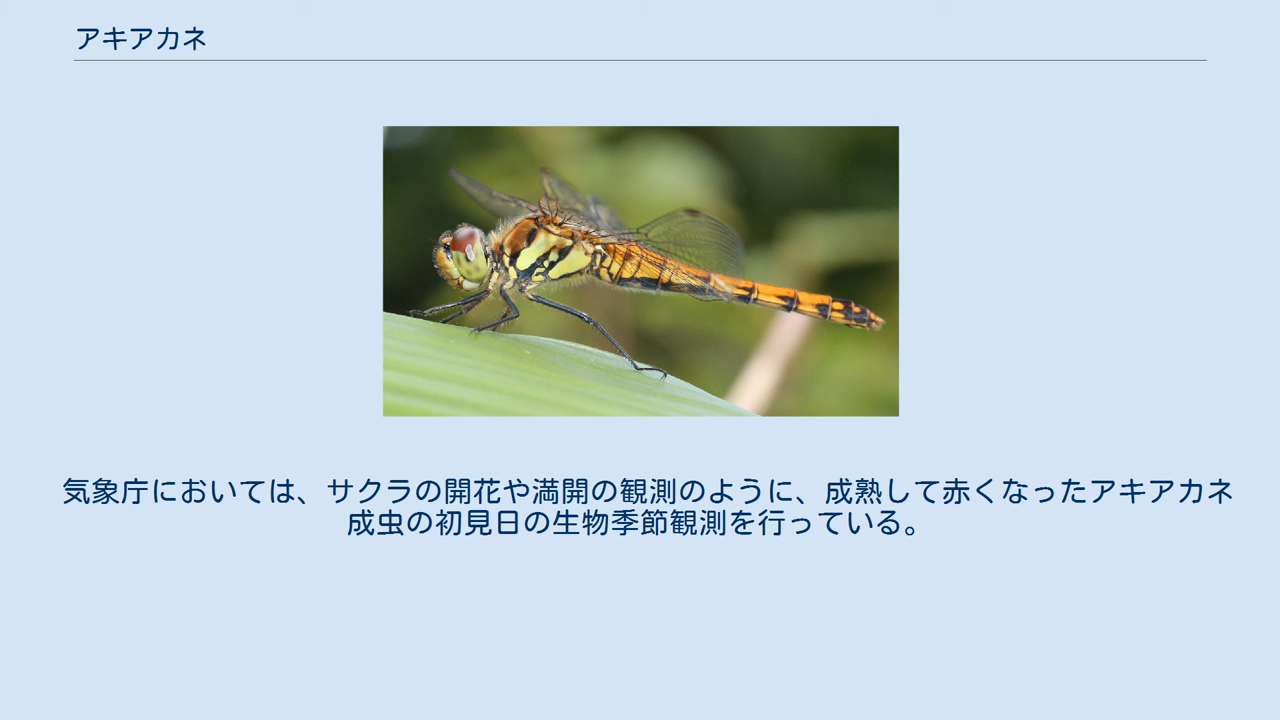 アキアカネ
気象庁においては、サクラの開花や満開の観測のように、成熟して赤くなったアキアカネ
成虫の初見日の生物季節観測を行っている。